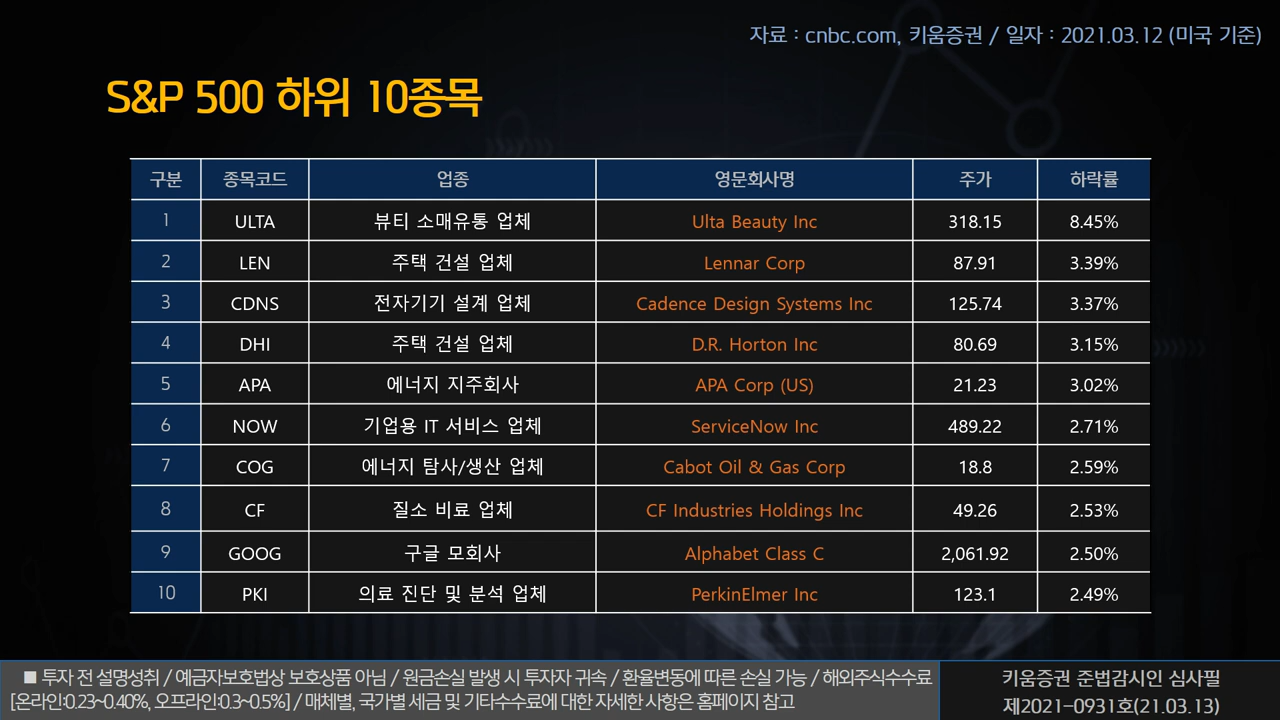 자료 : cnbc.com, 키움증권 / 일자 : 2021.03.12 (미국 기준)
S&P 500 하위 10종목
구분 종목코드 업종 영문회사명 주가 하락률
1 ULTA 뷰티 소매유통 업체 Ulta Beauty Inc 318.15 8.45%
2 LEN 주택 건설 업체 Lennar Corp 87.91 3.39%
3 CDNS 전자기기 설계 업체 Cadence Design Systems Inc 125.74 3.37%
4 DHI 주택 건설 업체 D.R. Horton Inc 80.69 3.15%
5 APA 에너지 지주회사 APA Corp (US) 21.23 3.02%
6 NOW 기업용 IT 서비스 업체 ServiceNow Inc 489.22 2.71%
7 COG 에너지 탐사/생산 업체 Cabot Oil & Gas Corp 18.8 2.59%
8 CF 질소 비료 업체 CF Industries Holdings Inc 49.26 2.53%
9 GOOG 구글 모회사 Alphabet Class C 2,061.92 2.50%
10 PKI 의료 진단 및 분석 업체 PerkinElmer Inc 123.1 2.49%
■ 투자 전 설명청취 / 예금자보호법상 보호상품 아님 / 원금손실 발생 시 투자자 귀속 / 환율변동에 따른 손실 가능 / 해외주식수수료
[온라인:0.23~0.40%, 오프라인:0.3~0.5%] / 매체별, 국가별 세금 및 기타수수료에 대한 자세한 사항은 홈페이지 참고
키움증권 준법감시인 심사필
제2021-0931호(21.03.13)